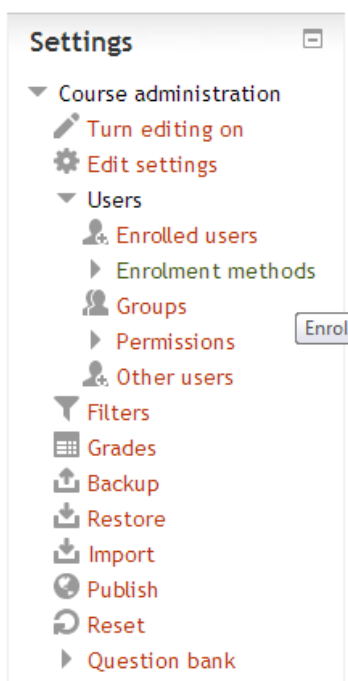 Settings
Course administration
Turn editing on
Edit settings
Users
Enrolled users
Enrolment methods
Groups
Enrol
Permissions
Other users
Filters
Grades
Backup
Restore
Import
Publish
Reset
Question bank